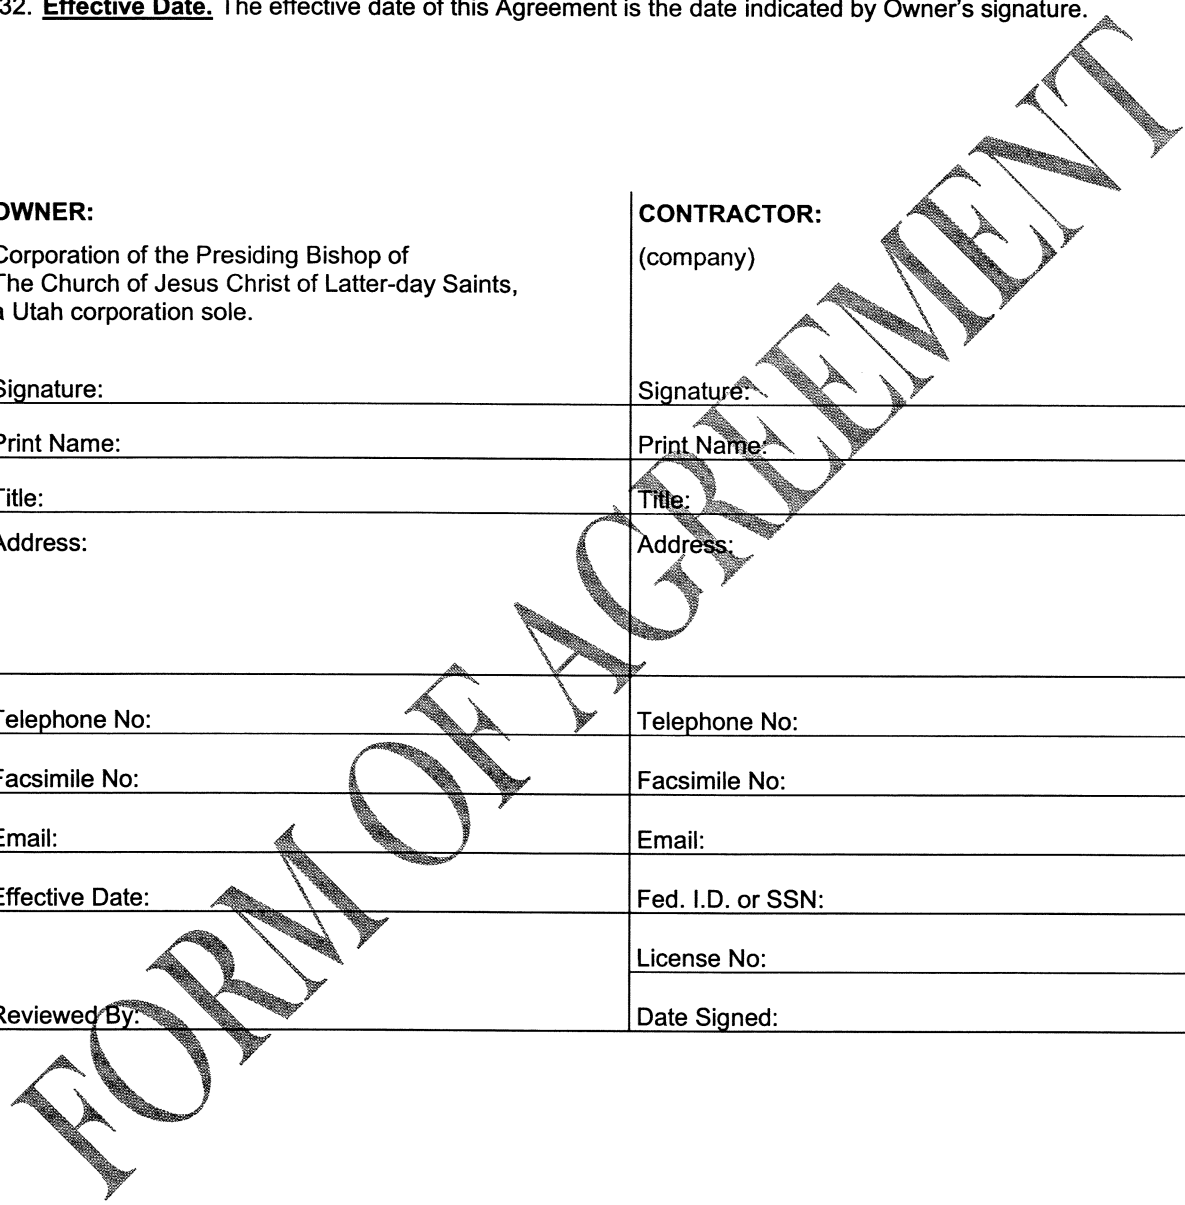 32. Effective Date. The effective date of this Agreement is the date indicated by Owner's signature.
OWNER:
Corporation of the Presiding Bishop of
The Church of Jesus Christ of Latter-day Saints,
a Utah corporation sole.
Signature:
Print Name:
Title:
Address:
Telephone No:
Facsimile No:
Email:
Effective Date:
Reviewed By:
CONTRACTOR:
(company)
Signature:
Print Name:
Title:
Address:
Telephone No:
Facsimile No:
Email:
Fed. I.D. or SSN:
License No:
Date Signed:
FORM OF AGREEMENT